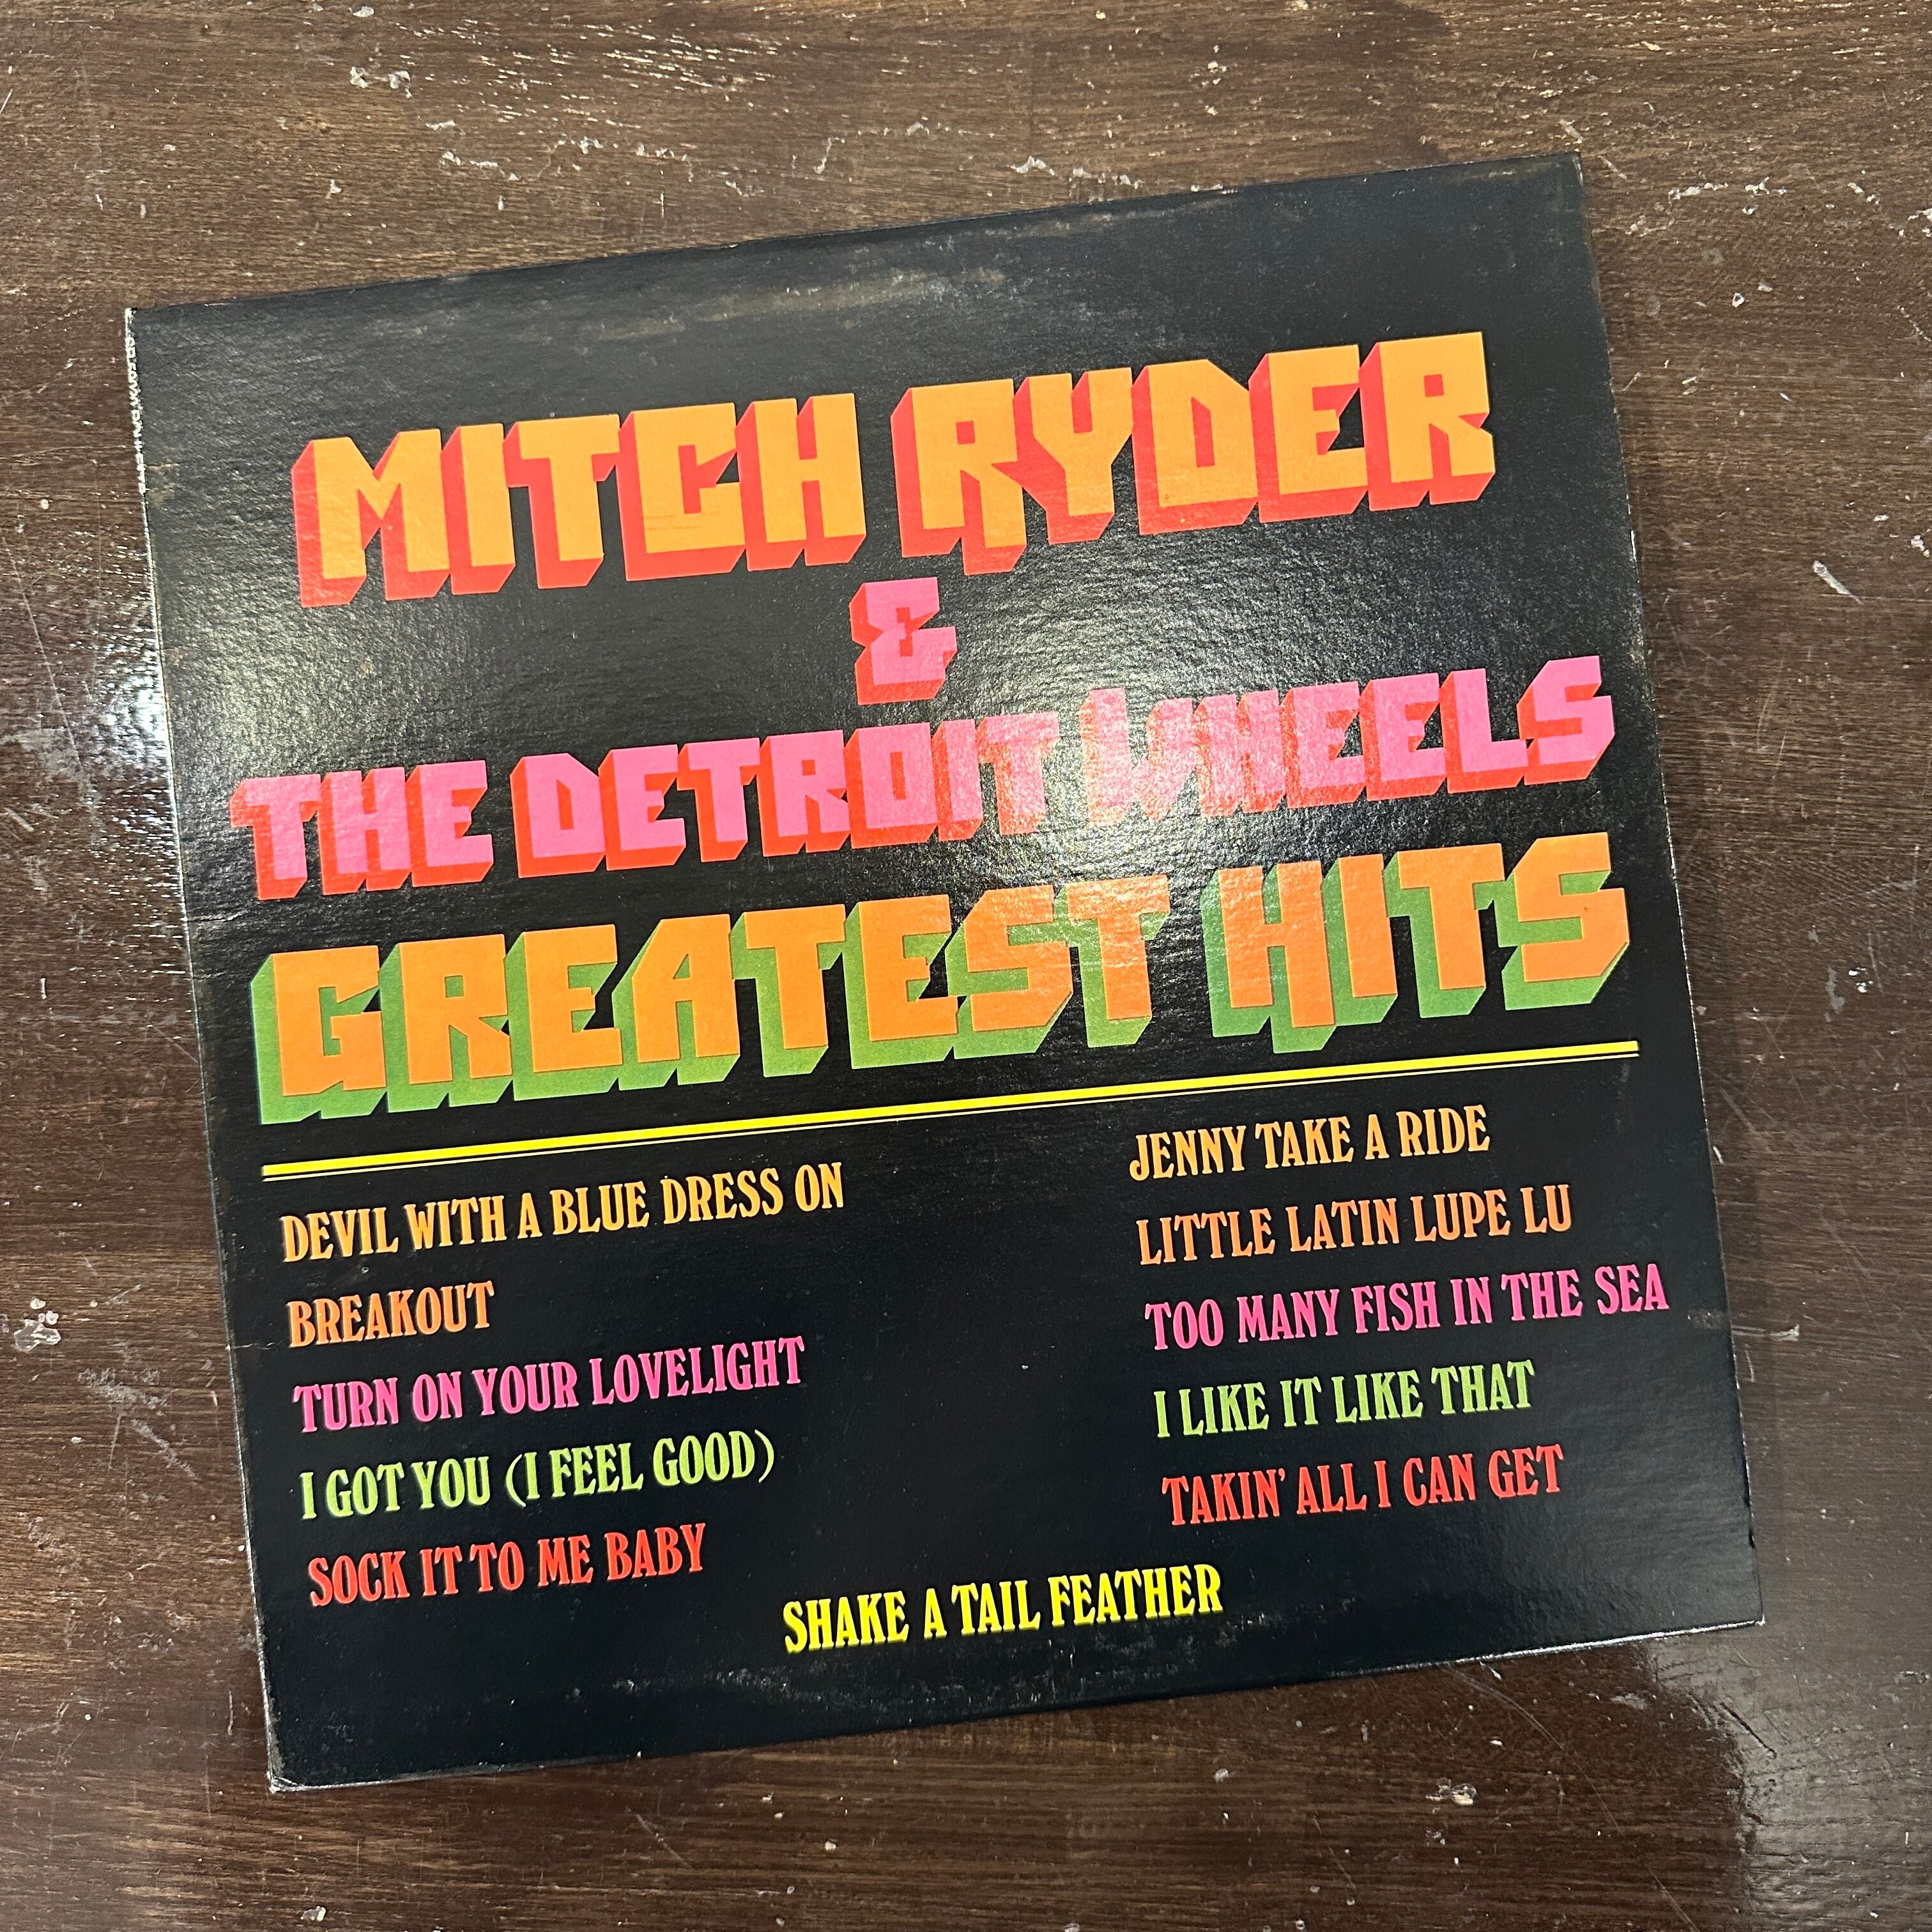 MITCH RYDER
&
THE DETROIT WHEELS
GREATEST HITS
DEVIL WITH A BLUE DRESS ON
BREAKOUT
TURN ON YOUR LOVELIGHT
I GOT YOU (I FEEL GOOD)
SOCK IT TO ME BABY
JENNY TAKE A RIDE
LITTLE LATIN LUPE LU
TOO MANY FISH IN THE SEA
I LIKE IT LIKE THAT
TAKIN' ALL I CAN GET
SHAKE A TAIL FEATHER